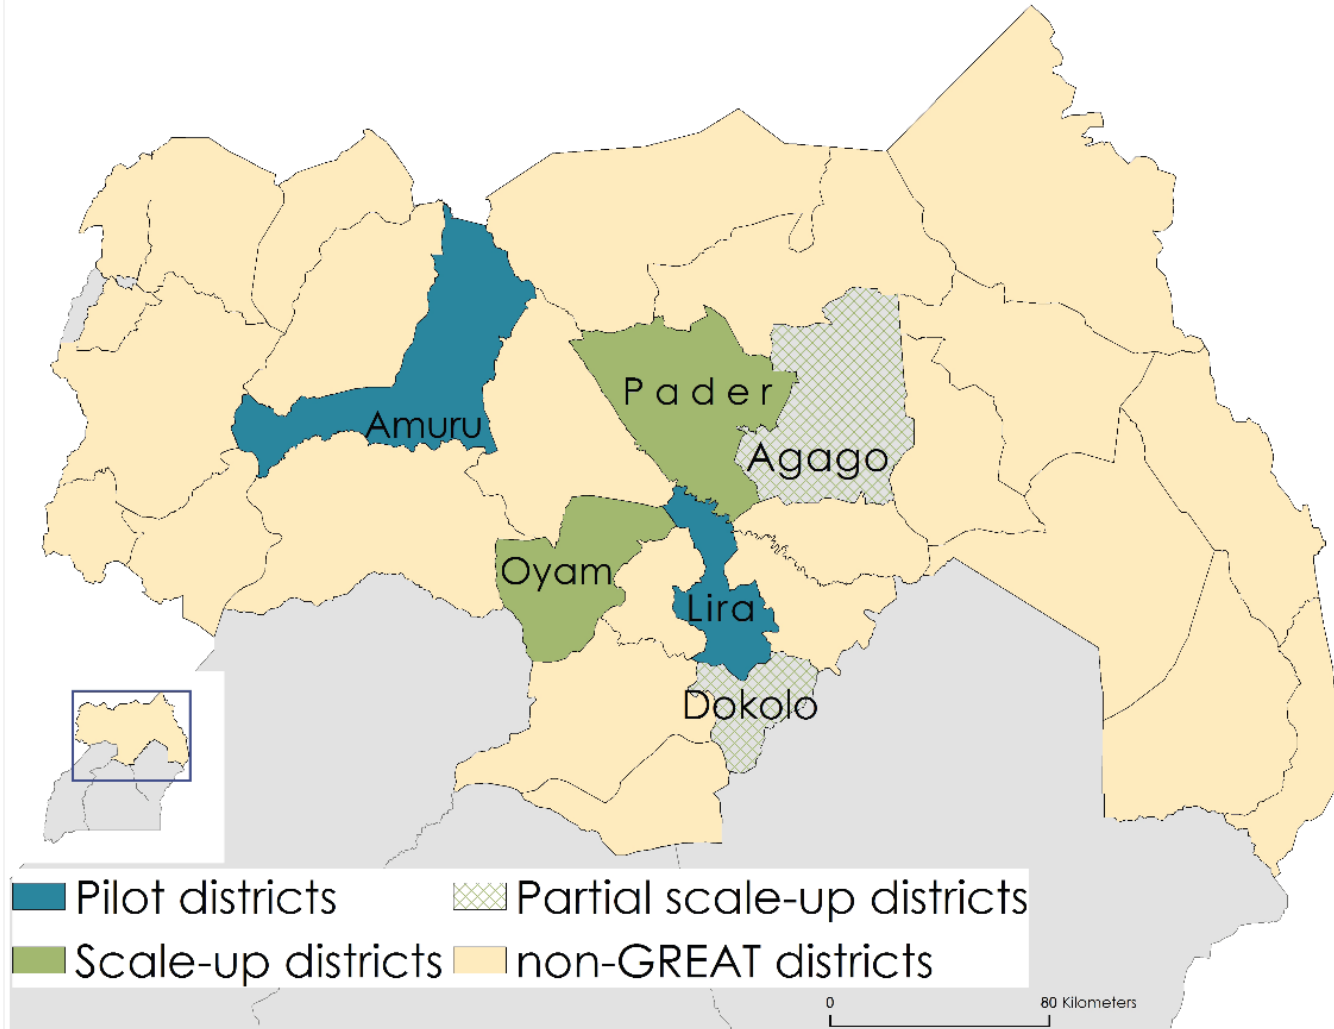 Pader
Amuru
Agago
Oyam
Lira
Dokolo
Pilot districts
Partial scale-up districts
Scale-up districts
non-GREAT districts
0 80 Kilometers